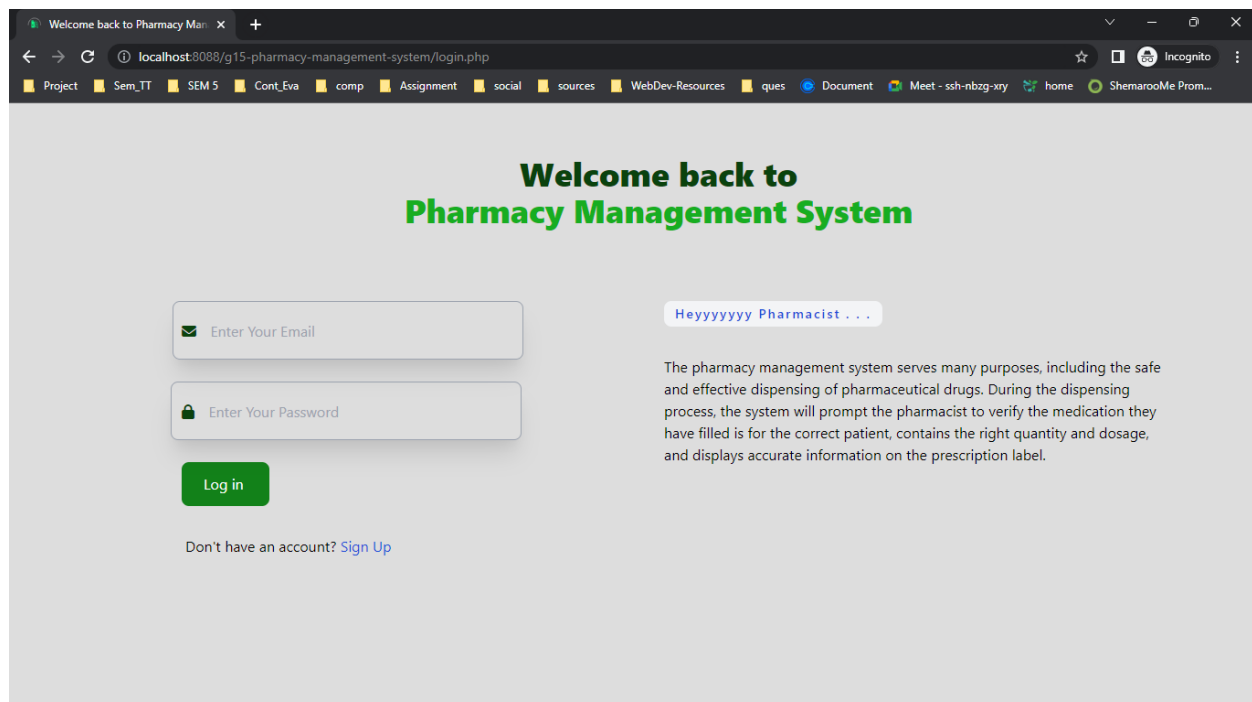 Welcome back to Pharmacy Man
localhost:8088/g15-pharmacy-management-system/login.php
Incognito
Project Sem_TT SEM 5 Cont_Eva comp Assignment social sources WebDev-Resources ques Document Meet - ssh-nbzg-xry home ShemarooMe Prom...
Welcome back to
Pharmacy Management System
Enter Your Email
Enter Your Password
Log in
Don't have an account? Sign Up
Heyyyyyyy Pharmacist . . .
The pharmacy management system serves many purposes, including the safe
and effective dispensing of pharmaceutical drugs. During the dispensing
process, the system will prompt the pharmacist to verify the medication they
have filled is for the correct patient, contains the right quantity and dosage,
and displays accurate information on the prescription label.